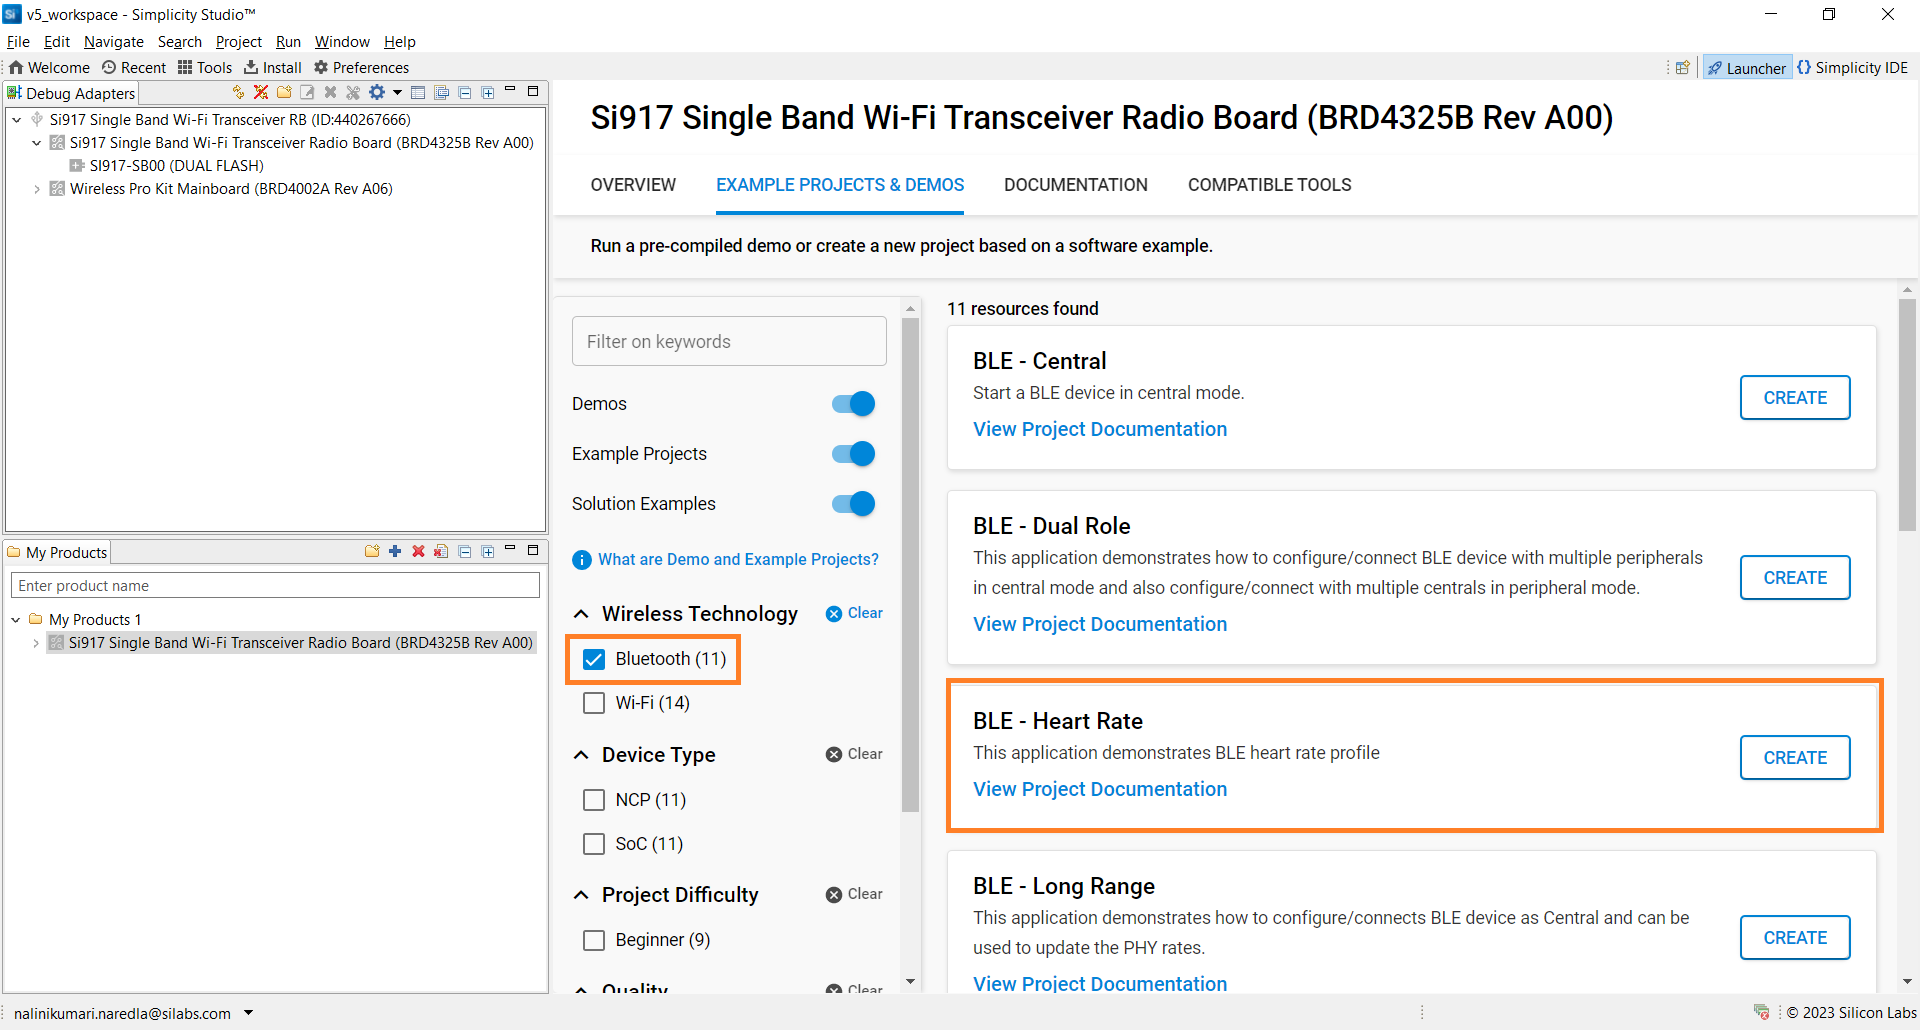 Si v5_workspace - Simplicity Studio™
File Edit Navigate Search Project Run Window Help
Welcome Recent Tools Install Preferences
Launcher {} Simplicity IDE
Debug Adapters
Si917 Single Band Wi-Fi Transceiver RB (ID:440267666)
Si917 Single Band Wi-Fi Transceiver Radio Board (BRD4325B Rev A00)
SI917-SB00 (DUAL FLASH)
Wireless Pro Kit Mainboard (BRD4002A Rev A06)
My Products
Enter product name
My Products 1
Si917 Single Band Wi-Fi Transceiver Radio Board (BRD4325B Rev A00)
Si917 Single Band Wi-Fi Transceiver Radio Board (BRD4325B Rev A00)
OVERVIEW EXAMPLE PROJECTS & DEMOS DOCUMENTATION COMPATIBLE TOOLS
Run a pre-compiled demo or create a new project based on a software example.
Filter on keywords
Demos
Example Projects
Solution Examples
What are Demo and Example Projects?
Wireless Technology Clear
Bluetooth (11)
Wi-Fi (14)
Device Type Clear
NCP (11)
SoC (11)
Project Difficulty Clear
Beginner (9)
Quality Clear
11 resources found
BLE - Central
Start a BLE device in central mode.
View Project Documentation
CREATE
BLE - Dual Role
This application demonstrates how to configure/connect BLE device with multiple peripherals
in central mode and also configure/connect with multiple centrals in peripheral mode.
View Project Documentation
CREATE
BLE - Heart Rate
This application demonstrates BLE heart rate profile
View Project Documentation
CREATE
BLE - Long Range
This application demonstrates how to configure/connects BLE device as Central and can be
used to update the PHY rates.
View Project Documentation
CREATE
nalinikumari.naredla@silabs.com
© 2023 Silicon Labs